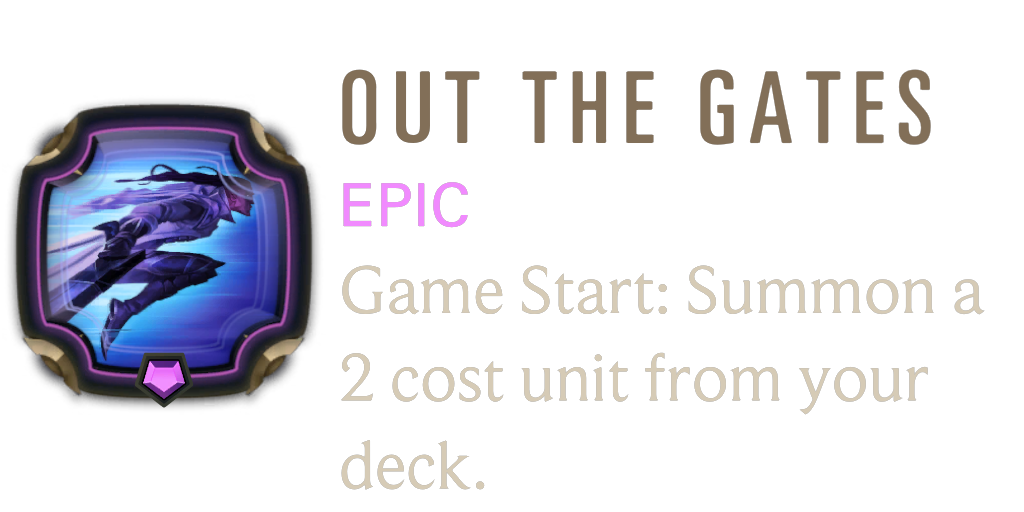 OUT THE GATES
EPIC
Game Start: Summon a
2 cost unit from your
deck.